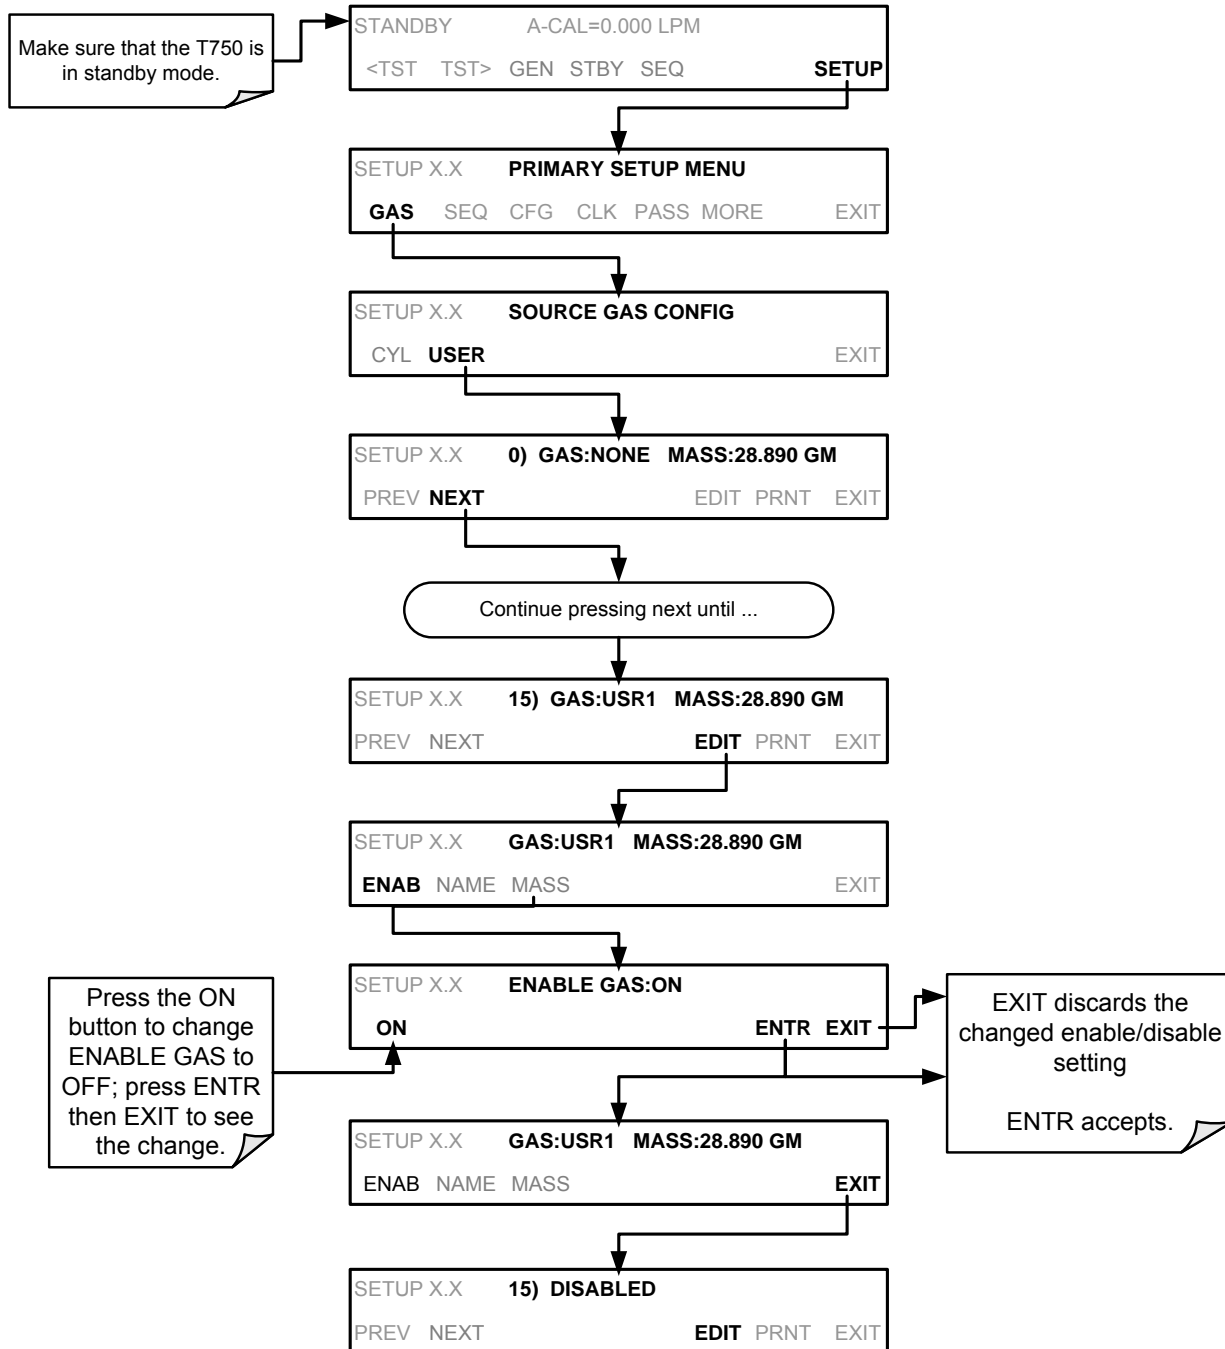 Make sure that the T750 is
in standby mode.
STANDBY A-CAL=0.000 LPM
<TST TST> GEN STBY SEQ SETUP
SETUP X.X PRIMARY SETUP MENU
GAS SEQ CFG CLK PASS MORE EXIT
SETUP X.X SOURCE GAS CONFIG
CYL USER EXIT
SETUP X.X 0) GAS:NONE MASS:28.890 GM
PREV NEXT EDIT PRNT EXIT
Continue pressing next until ...
SETUP X.X 15) GAS:USR1 MASS:28.890 GM
PREV NEXT EDIT PRNT EXIT
SETUP X.X GAS:USR1 MASS:28.890 GM
ENAB NAME MASS EXIT
SETUP X.X ENABLE GAS:ON
ON ENTR EXIT
Press the ON
button to change
ENABLE GAS to
OFF; press ENTR
then EXIT to see
the change.
EXIT discards the
changed enable/disable
setting
ENTR accepts.
SETUP X.X GAS:USR1 MASS:28.890 GM
ENAB NAME MASS EXIT
SETUP X.X 15) DISABLED
PREV NEXT EDIT PRNT EXIT